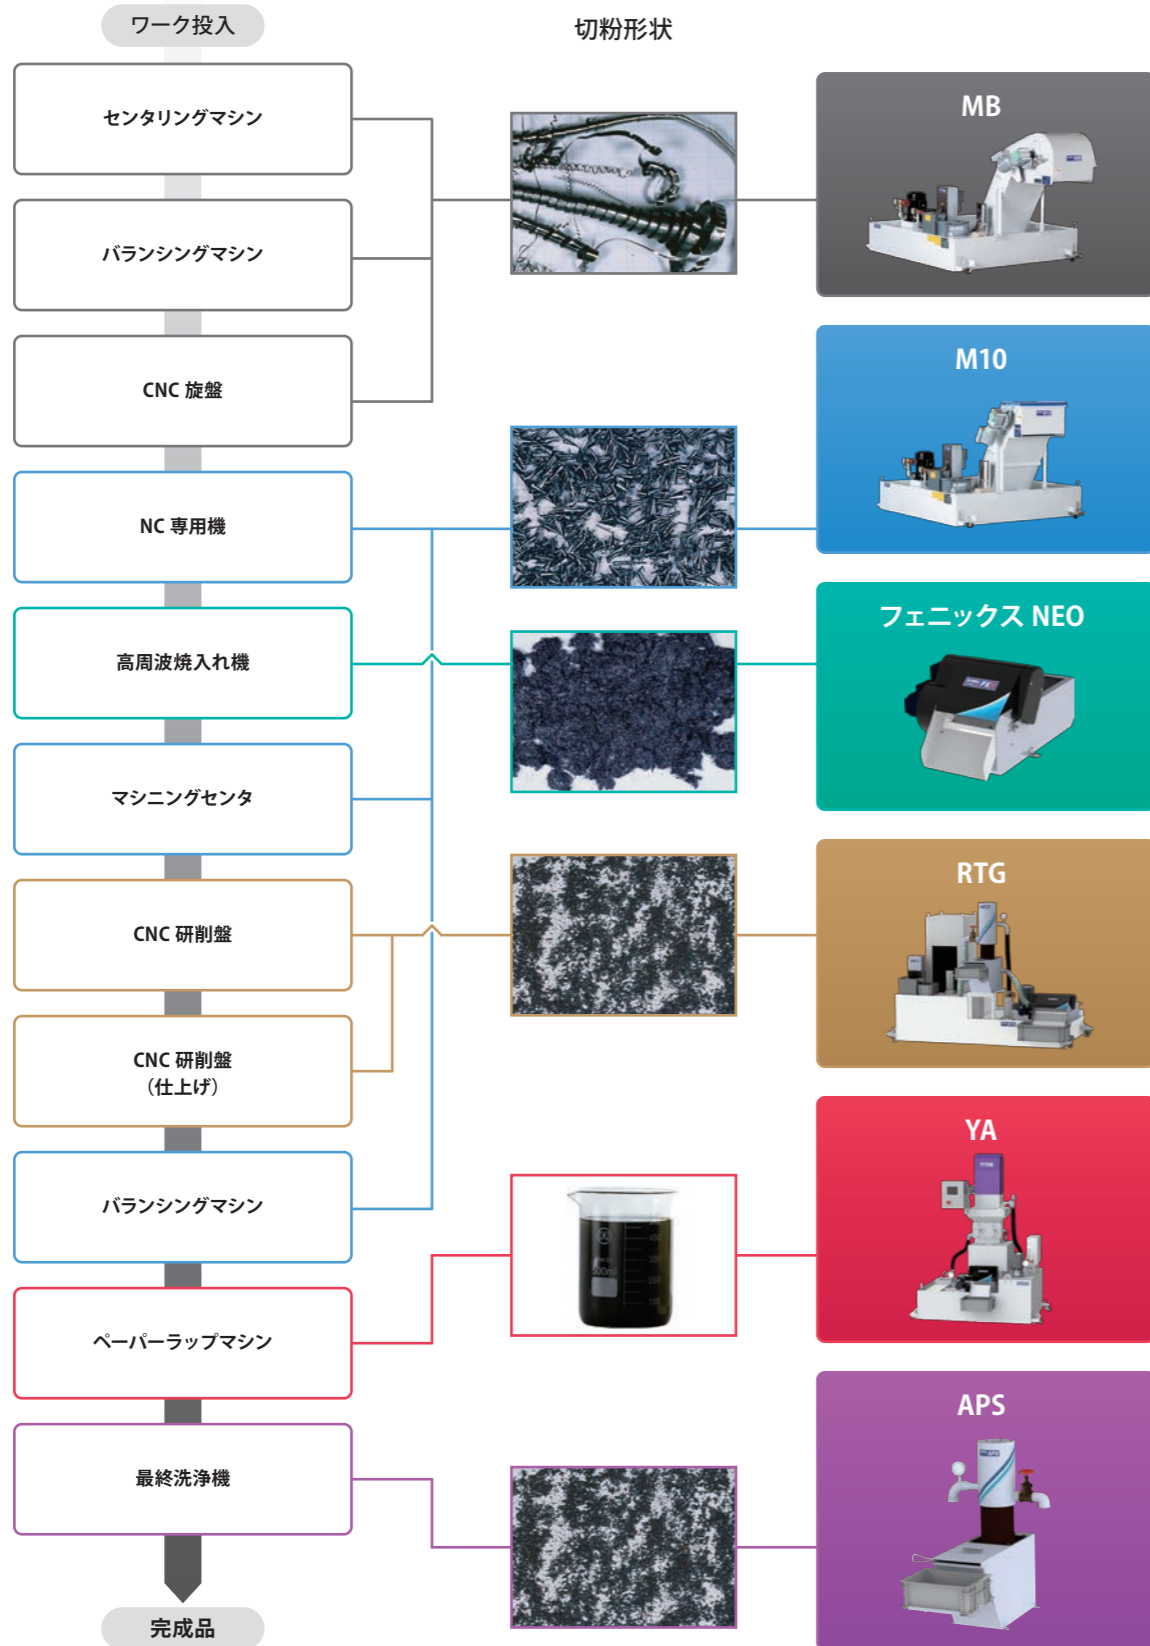 ワーク投入
切粉形状
センタリングマシン
MB
バランシングマシン
CNC 旋盤
M10
NC 専用機
高周波焼入れ機
フェニックス NEO
マシニングセンタ
CNC 研削盤
RTG
CNC 研削盤
（仕上げ）
バランシングマシン
YA
400
300
200
100
ペーパーラップマシン
最終洗浄機
APS
完成品